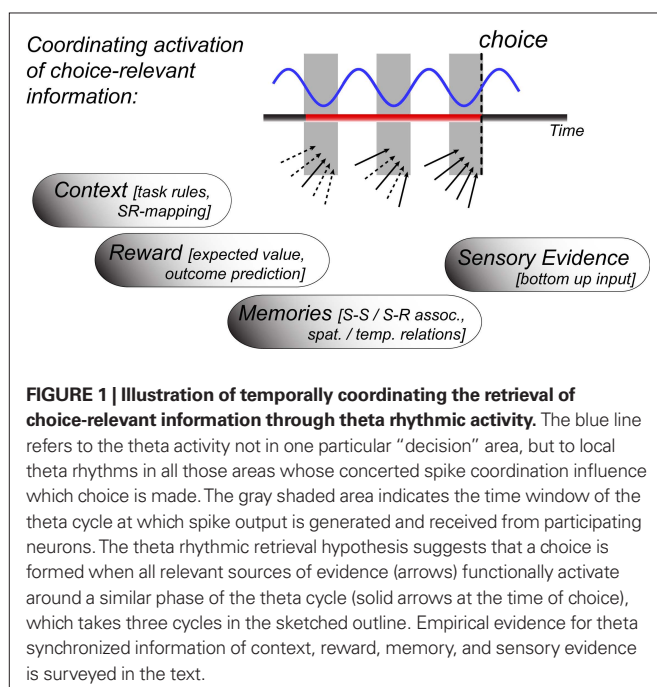 Coordinating activation
of choice-relevant
information:
choice
Time
Context [task rules,
SR-mapping]
Reward [expected value,
outcome prediction]
Sensory Evidence
[bottom up input]
Memories [S-S / S-R assoc.,
spat. / temp. relations]
FIGURE 1 | Illustration of temporally coordinating the retrieval of
choice-relevant information through theta rhythmic activity. The blue line
refers to the theta activity not in one particular “decision” area, but to local
theta rhythms in all those areas whose concerted spike coordination influence
which choice is made. The gray shaded area indicates the time window of the
theta cycle at which spike output is generated and received from participating
neurons. The theta rhythmic retrieval hypothesis suggests that a choice is
formed when all relevant sources of evidence (arrows) functionally activate
around a similar phase of the theta cycle (solid arrows at the time of choice),
which takes three cycles in the sketched outline. Empirical evidence for theta
synchronized information of context, reward, memory, and sensory evidence
is surveyed in the text.